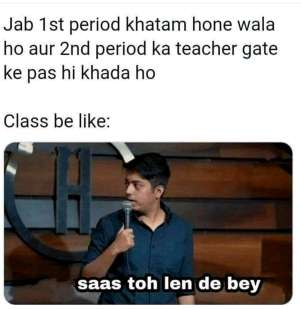 Jab 1st period khatam hone wala
ho aur 2nd period ka teacher gate
ke pas hi khada ho
Class be like:
saas toh len de bey